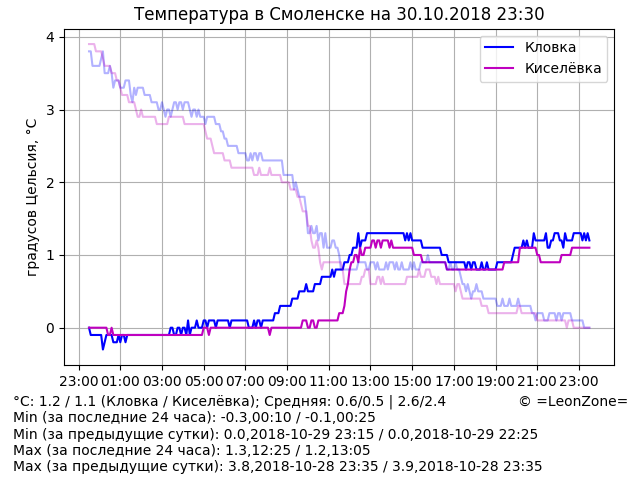 Температура в Смоленске на 30.10.2018 23:30
Кловка
Киселёвка
градусов Цельсия, °C
4
3
2
1
0
23:00 01:00 03:00 05:00 07:00 09:00 11:00 13:00 15:00 17:00 19:00 21:00 23:00
°C: 1.2 / 1.1 (Кловка / Киселёвка); Средняя: 0.6/0.5 | 2.6/2.4 © =LeonZone=
Min (за последние 24 часа): -0.3,00:10 / -0.1,00:25
Min (за предыдущие сутки): 0.0,2018-10-29 23:15 / 0.0,2018-10-29 22:25
Max (за последние 24 часа): 1.3,12:25 / 1.2,13:05
Max (за предыдущие сутки): 3.8,2018-10-28 23:35 / 3.9,2018-10-28 23:35